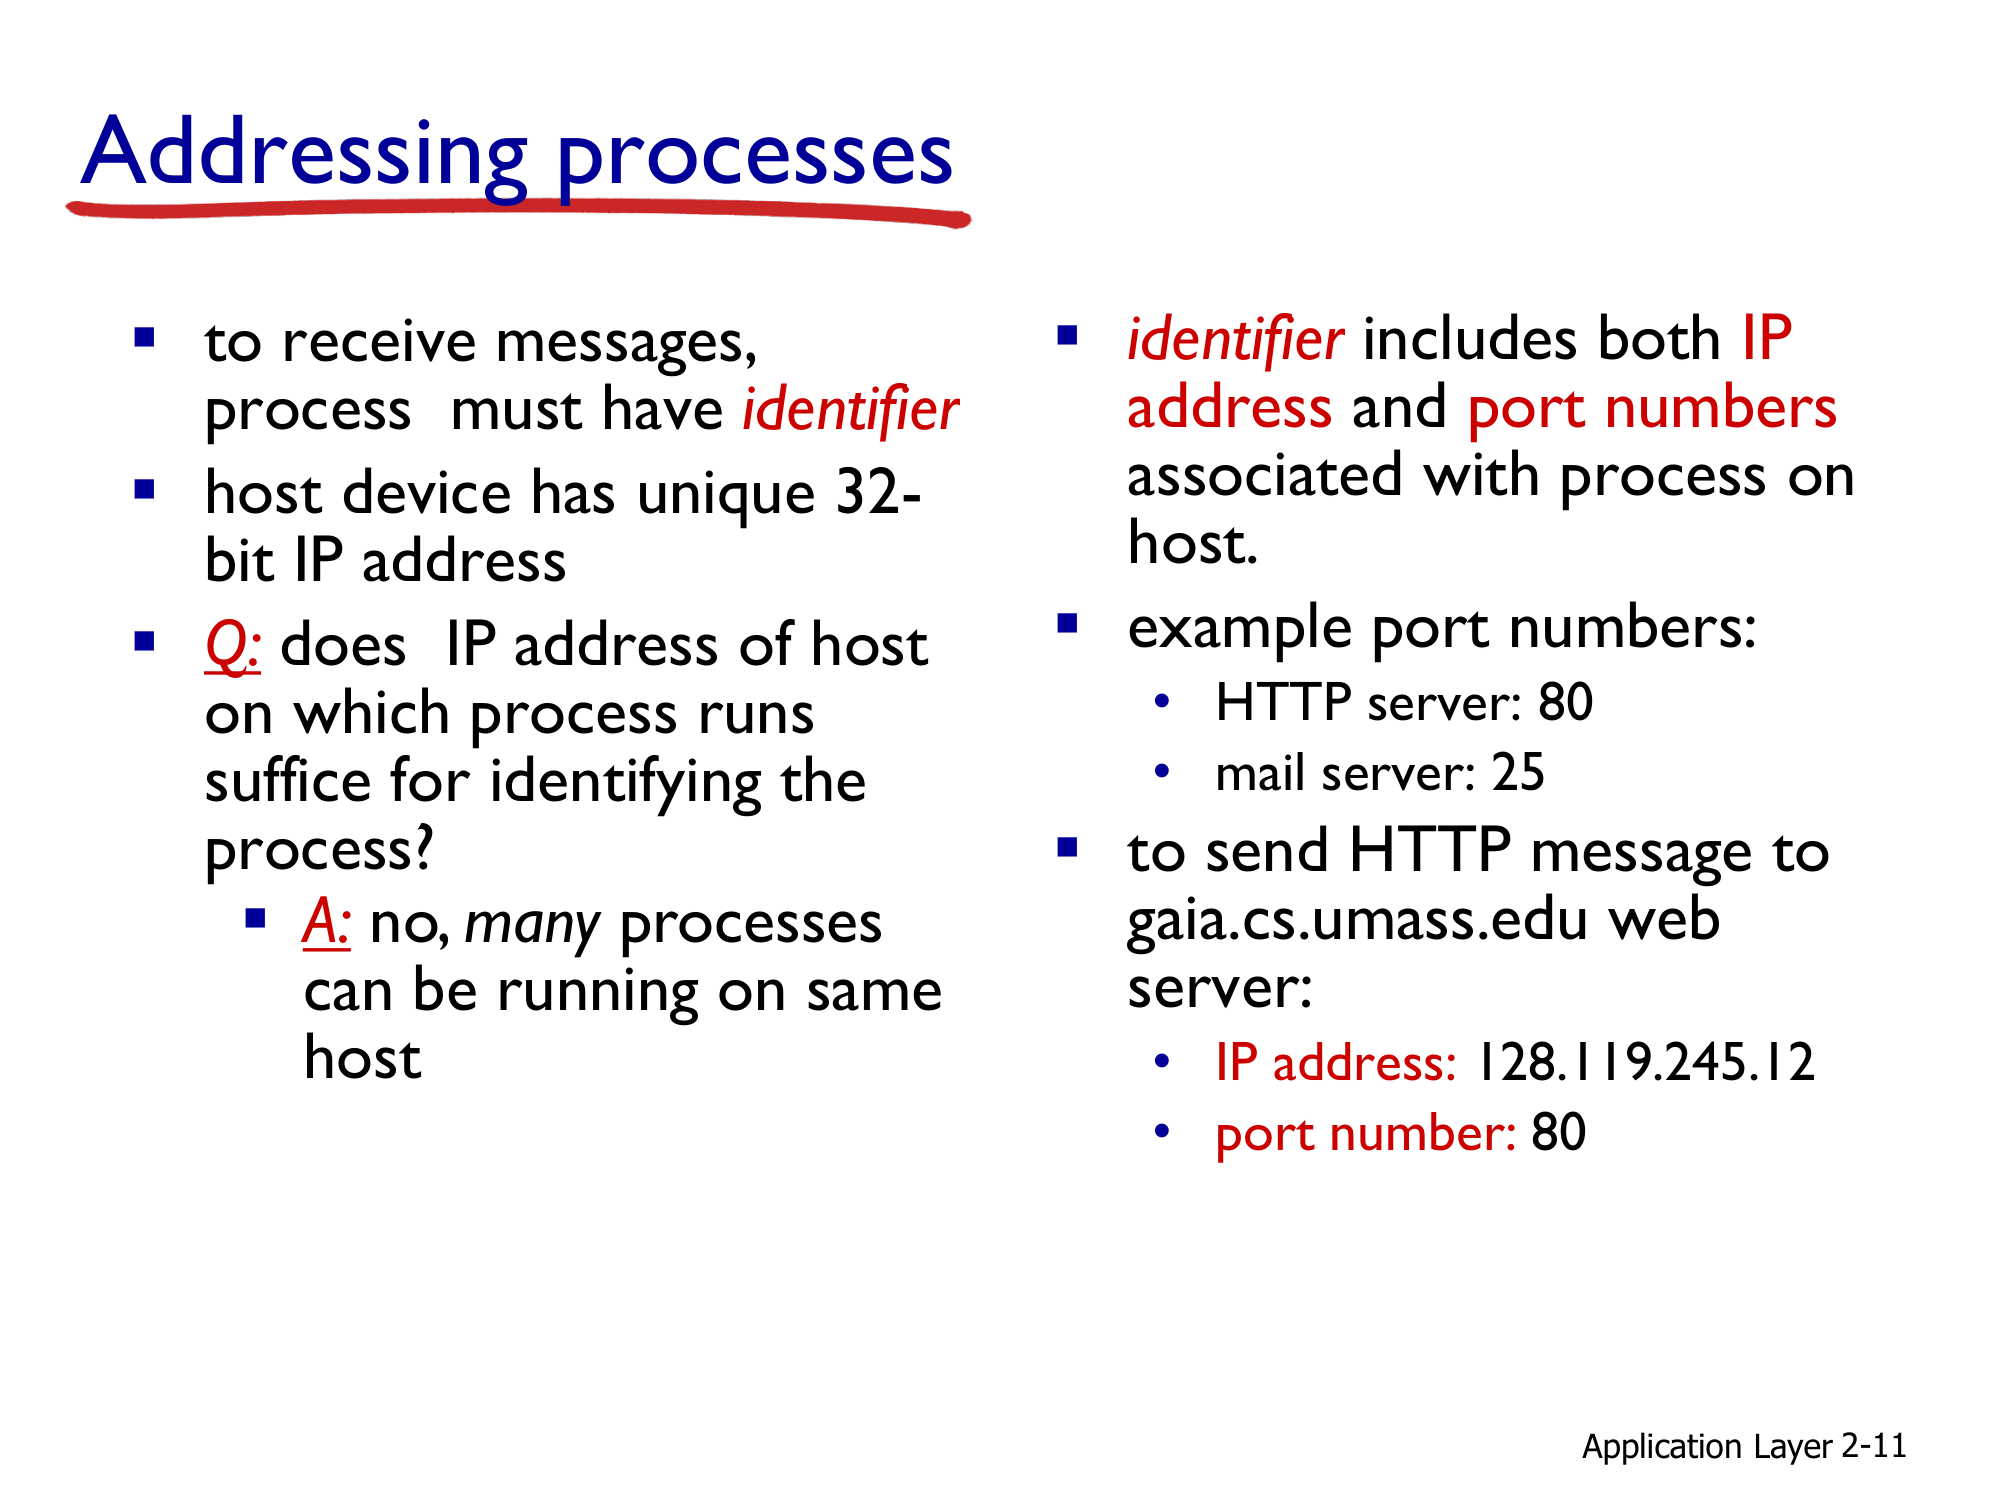 Addressing processes
to receive messages,
process must have identifier
host device has unique 32-
bit IP address
Q: does IP address of host
on which process runs
suffice for identifying the
process?
A: no, many processes
can be running on same
host
identifier includes both IP
address and port numbers
associated with process on
host.
example port numbers:
HTTP server: 80
mail server: 25
to send HTTP message to
gaia.cs.umass.edu web
server:
IP address: 128.119.245.12
port number: 80
Application Layer 2-11